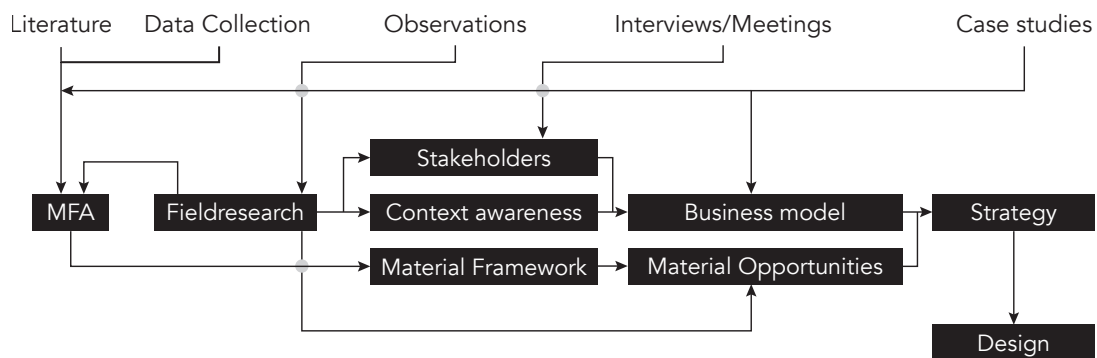 Literature
Data Collection
Observations
Interviews/Meetings
Case studies
Stakeholders
MFA
Fieldresearch
Context awareness
Business model
Strategy
Material Framework
Material Opportunities
Design